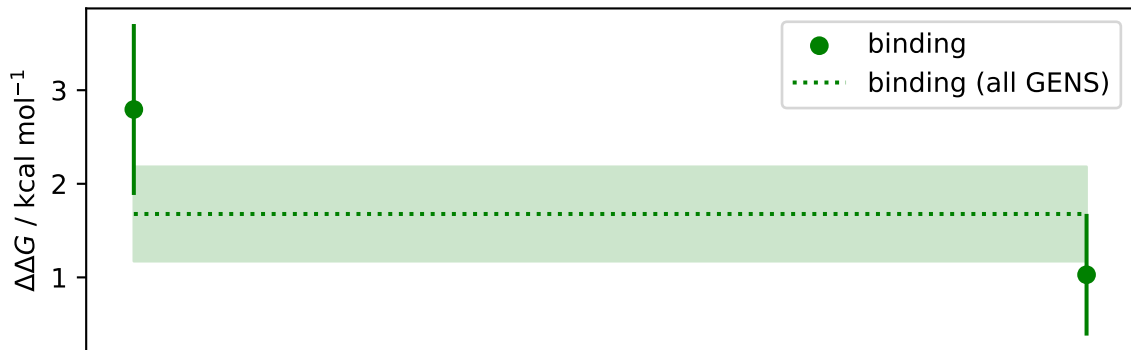 binding
binding (all GENS)
3
2
1
ΔΔG / kcal mol⁻¹